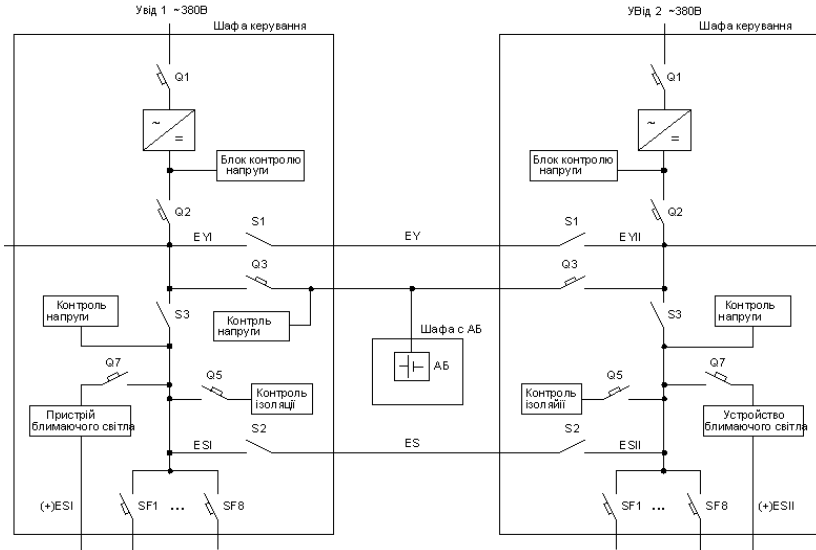 Увід 1 ~380В
УВід 2 ~380В
Шафа керування
Шафа керування
Q1
Q1
~
=
~
=
Блок контролю
напруги
Блок контролю
напруги
Q2
S1
S1
Q2
EYI
EY
EYII
Q3
Q3
Контроль
напруги
S3
Контрль
напруги
Шафа с АБ
S3
Контроль
напруги
АБ
Q7
Q5
Q5
Q7
Контроль
ізоляції
Контроль
ізоляйії
Пристрій
блимаючого світла
Устройство
блимаючого світла
ESI
S2
ES
S2
ESII
(+)ESI
SF1 ... SF8
SF1 ... SF8
(+)ESII